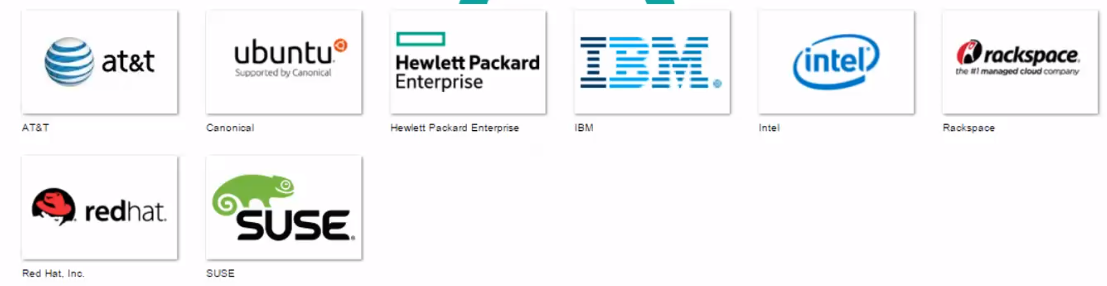 at&t
ubuntu®
Supported by Canonical
Hewlett Packard
Enterprise
IBM®
intel®
rackspace®
the #1 managed cloud company
AT&T
Canonical
Hewlett Packard Enterprise
IBM
Intel
Rackspace
redhat.
SUSE®
Red Hat, Inc.
SUSE